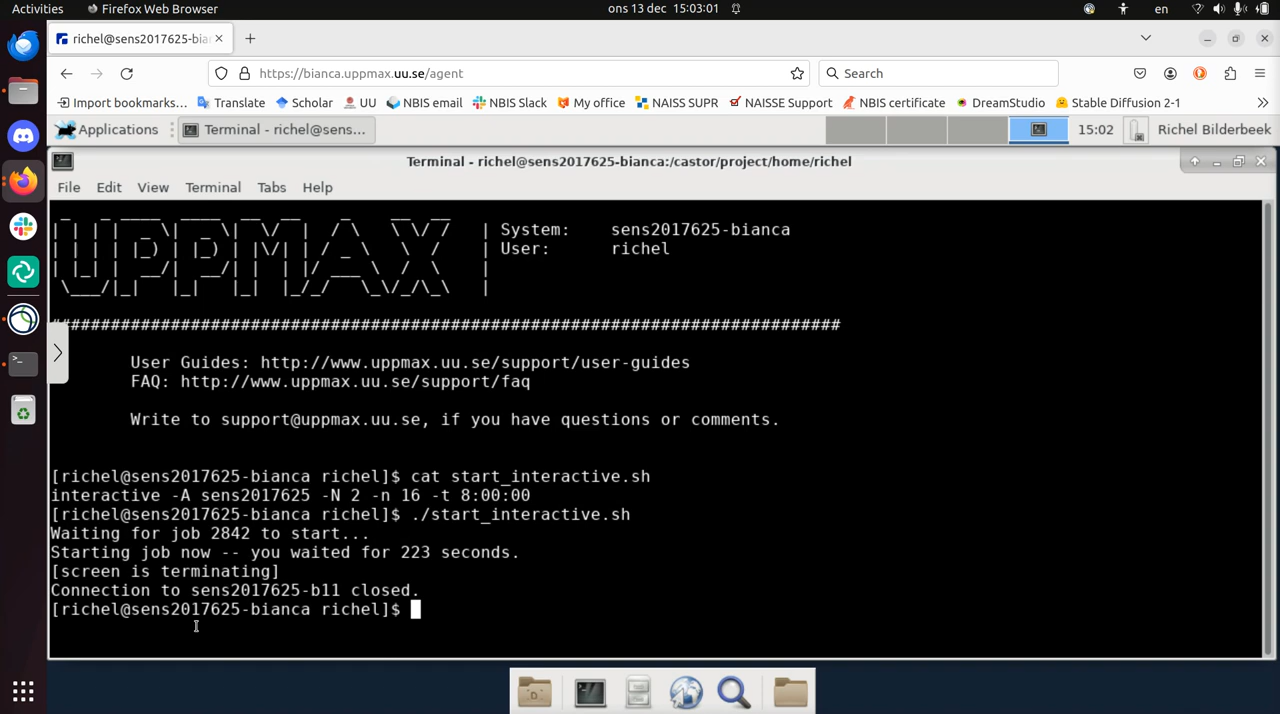 Activities Firefox Web Browser ons 13 dec 15:03:01 en
richel@sens2017625-bia
https://bianca.uppmax.uu.se/agent Search
Import bookmarks... Translate Scholar UU NBIS email NBIS Slack My office NAISS SUPR NAISSE Support NBIS certificate DreamStudio Stable Diffusion 2-1
Applications Terminal - richel@sens... 15:02 Richel Bilderbeek
Terminal - richel@sens2017625-bianca:/castor/project/home/richel
File Edit View Terminal Tabs Help
UPPMAX
| System: sens2017625-bianca
| User: richel
###############################################################################
User Guides: http://www.uppmax.uu.se/support/user-guides
FAQ: http://www.uppmax.uu.se/support/faq
Write to support@uppmax.uu.se, if you have questions or comments.
[richel@sens2017625-bianca richel]$ cat start_interactive.sh
interactive -A sens2017625 -N 2 -n 16 -t 8:00:00
[richel@sens2017625-bianca richel]$ ./start_interactive.sh
Waiting for job 2842 to start...
Starting job now -- you waited for 223 seconds.
[screen is terminating]
Connection to sens2017625-b11 closed.
[richel@sens2017625-bianca richel]$